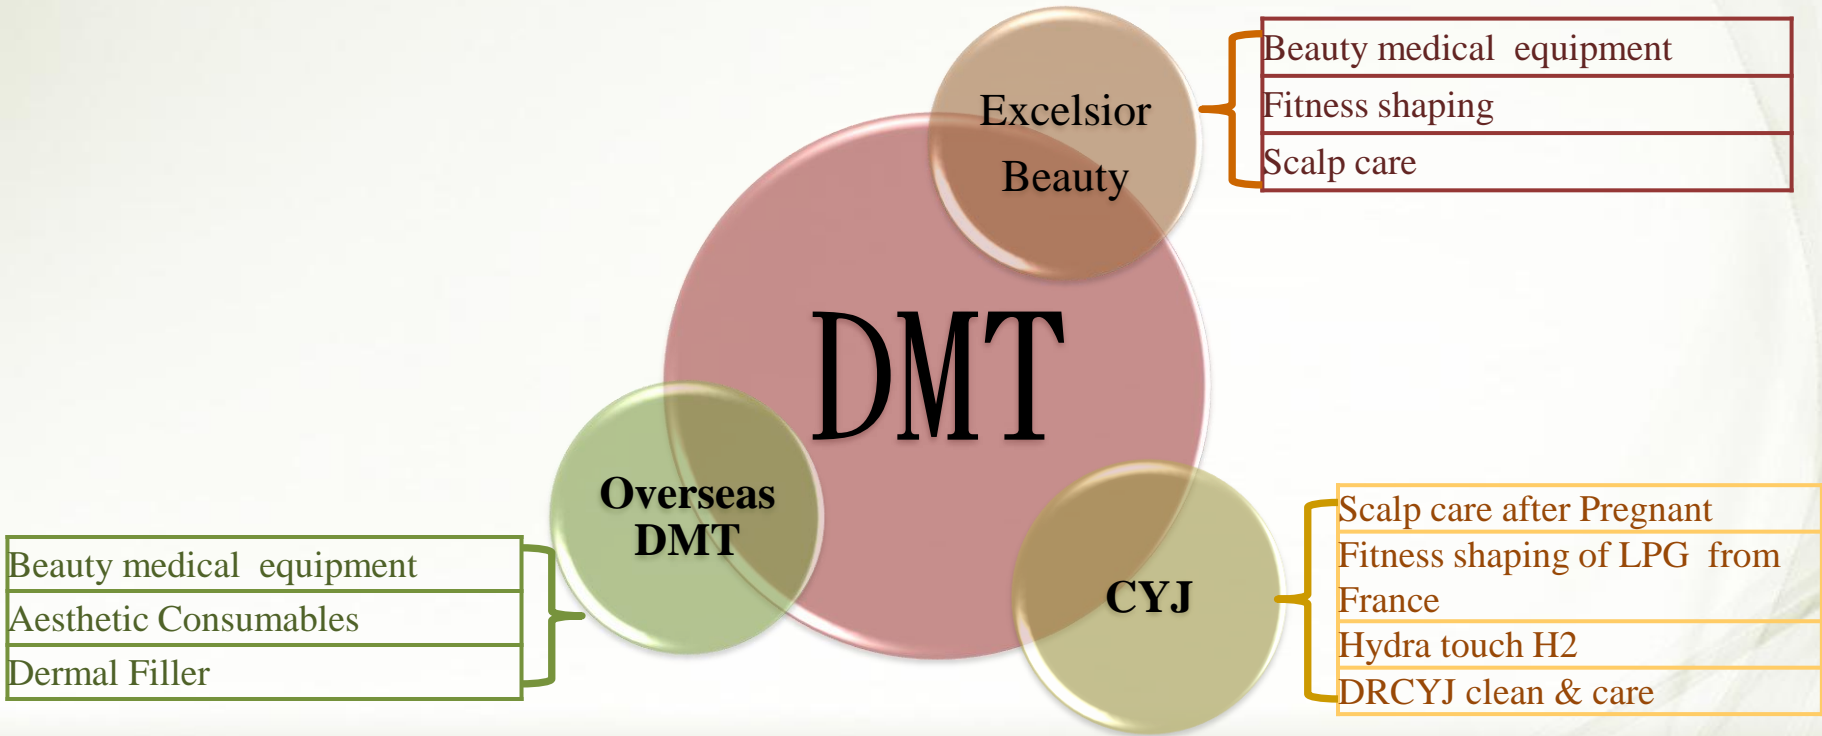 Excelsior
Beauty
Beauty medical equipment
Fitness shaping
Scalp care
DMT
Overseas
DMT
Beauty medical equipment
Aesthetic Consumables
Dermal Filler
CYJ
Scalp care after Pregnant
Fitness shaping of LPG from
France
Hydra touch H2
DRCYJ clean & care